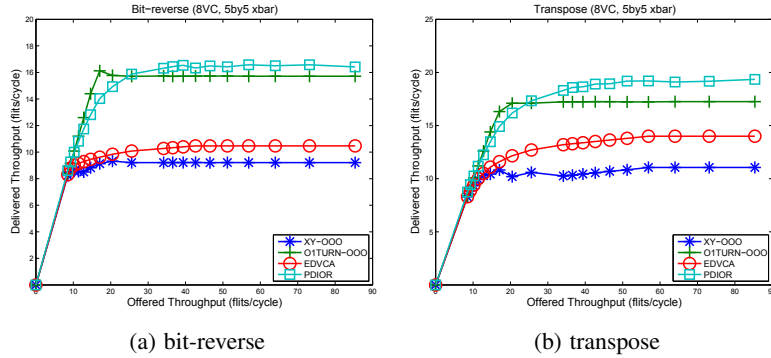 Bit-reverse (8VC, 5by5 xbar)
Delivered Throughput (flits/cycle)
20
18
16
14
12
10
8
6
4
2
0
0 10 20 30 40 50 60 70 80 90
Offered Throughput (flits/cycle)
XY-OOO
O1TURN-OOO
EDVCA
PDIOR
(a) bit-reverse
Transpose (8VC, 5by5 xbar)
Delivered Throughput (flits/cycle)
25
20
15
10
5
0
0 10 20 30 40 50 60 70 80 90
Offered Throughput (flits/cycle)
XY-OOO
O1TURN-OOO
EDVCA
PDIOR
(b) transpose